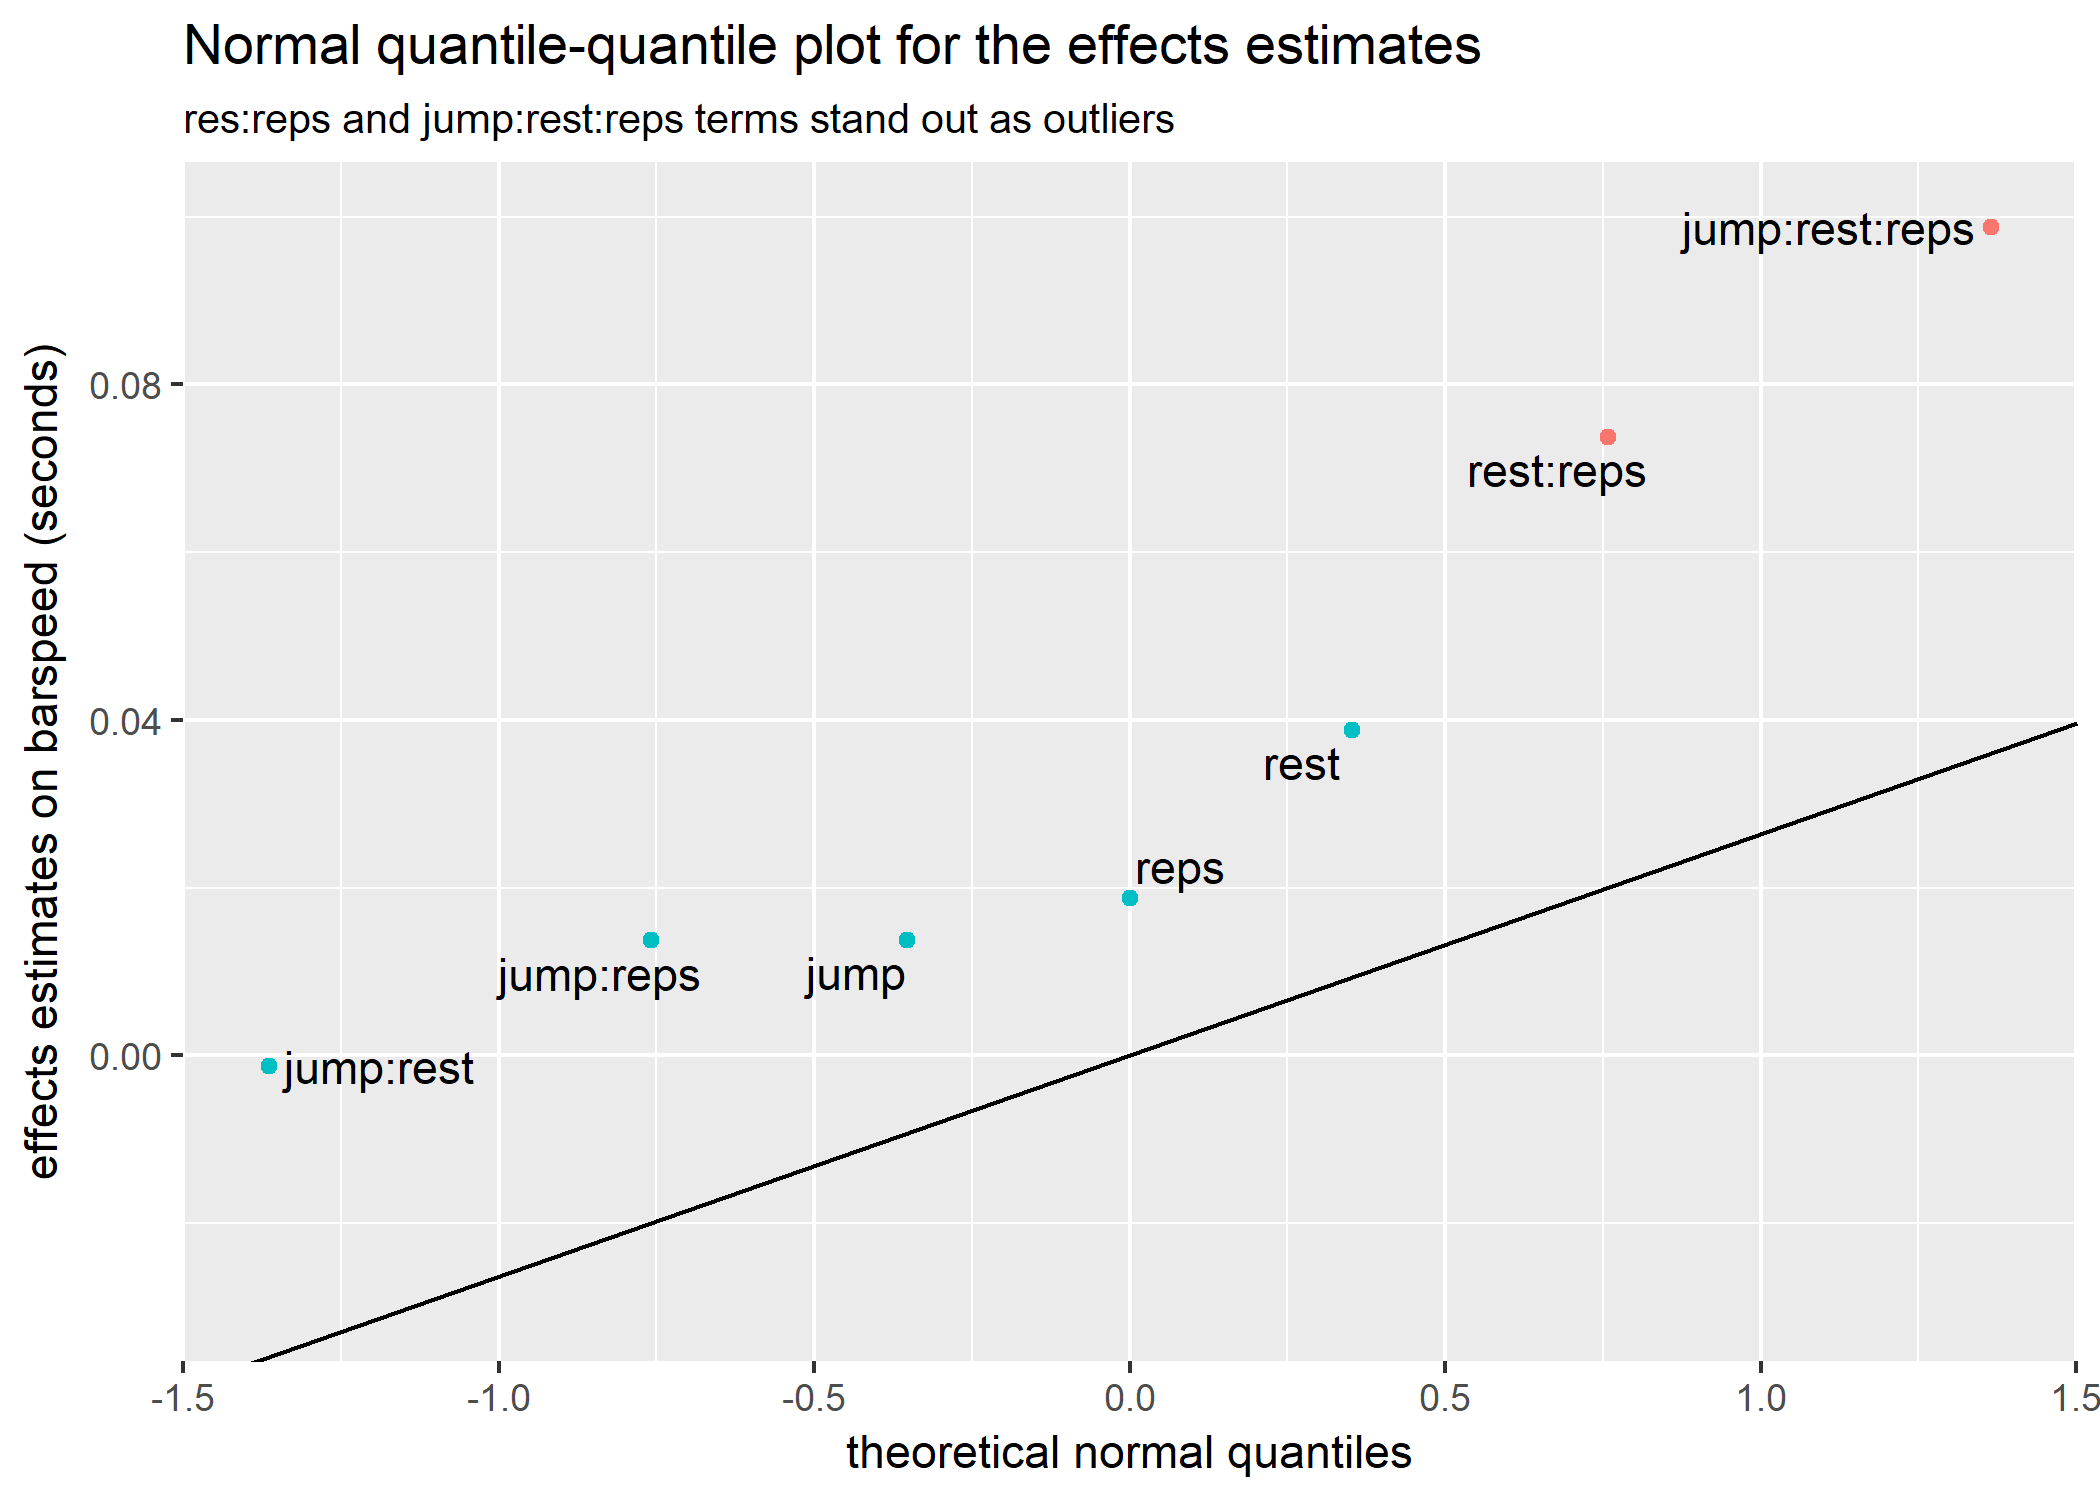 Normal quantile-quantile plot for the effects estimates
res:reps and jump:rest:reps terms stand out as outliers
effects estimates on barspeed (seconds)
0.08
0.04
0.00
jump:rest:reps
rest:reps
rest
reps
jump:reps
jump
jump:rest
-1.5
-1.0
-0.5
0.0
0.5
1.0
1.5
theoretical normal quantiles